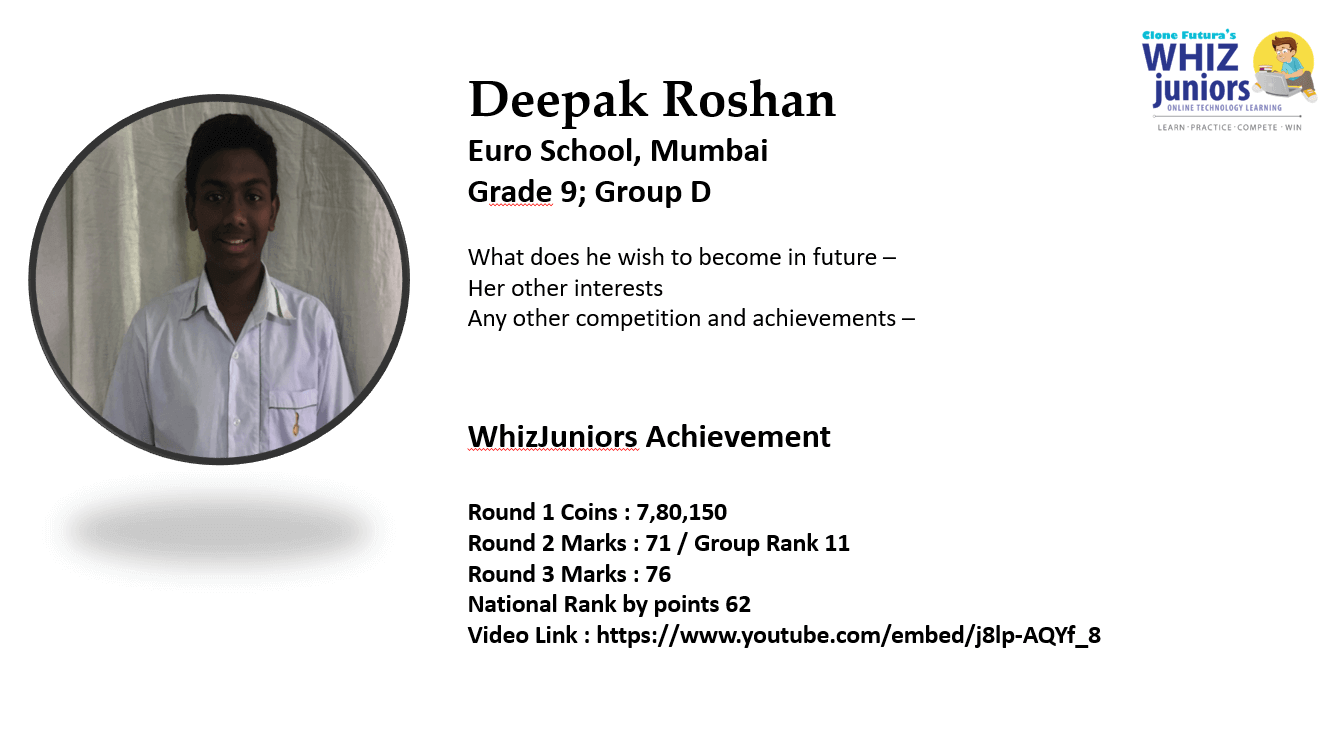 Clone Futura's
WHIZ
juniors
ONLINE TECHNOLOGY LEARNING
LEARN · PRACTICE · COMPETE · WIN
Deepak Roshan
Euro School, Mumbai
Grade 9; Group D
What does he wish to become in future –
Her other interests
Any other competition and achievements –
WhizJuniors Achievement
Round 1 Coins : 7,80,150
Round 2 Marks : 71 / Group Rank 11
Round 3 Marks : 76
National Rank by points 62
Video Link : https://www.youtube.com/embed/j8lp-AQYf_8